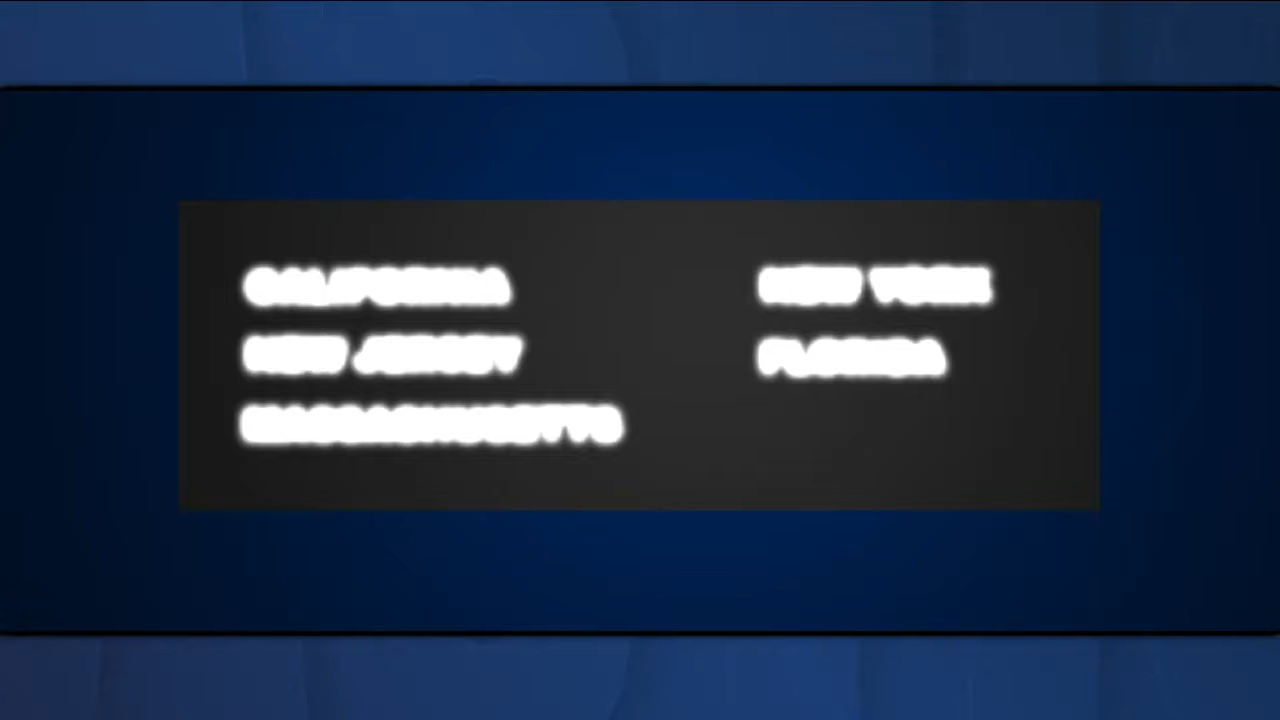 CALIFORNIA
NEW YORK
NEW JERSEY
FLORIDA
MASSACHUSETTS